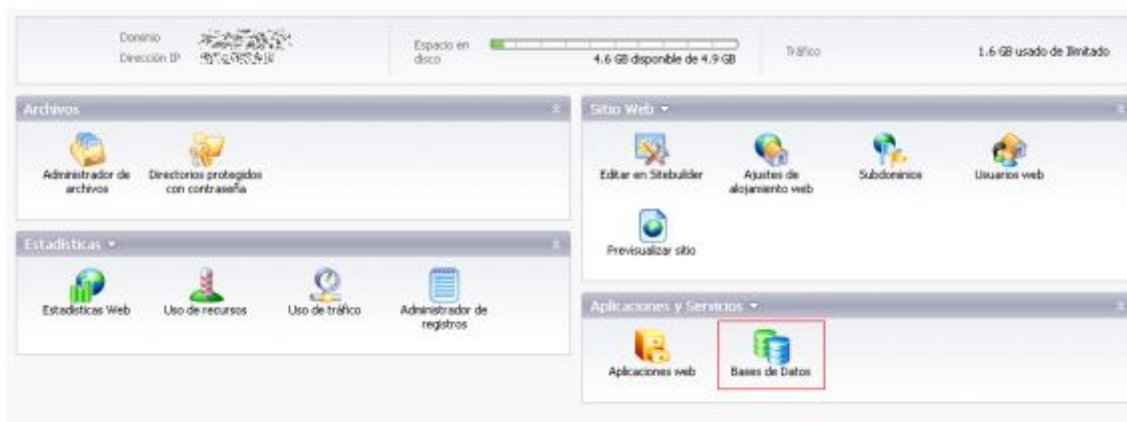 Dominio
Dirección IP
Espacio en
disco
4.6 GB disponible de 4.9 GB
Tráfico
1.6 GB usado de Ilimitado
Archivos
Administrador de
archivos
Directorios protegidos
con contraseña
Estadísticas
Estadísticas Web
Uso de recursos
Uso de tráfico
Administrador de
registros
Sitio Web
Editar en Sitebuilder
Ajustes de
alojamiento web
Subdominios
Usuarios web
Previsualizar sitio
Aplicaciones y Servicios
Aplicaciones web
Bases de Datos